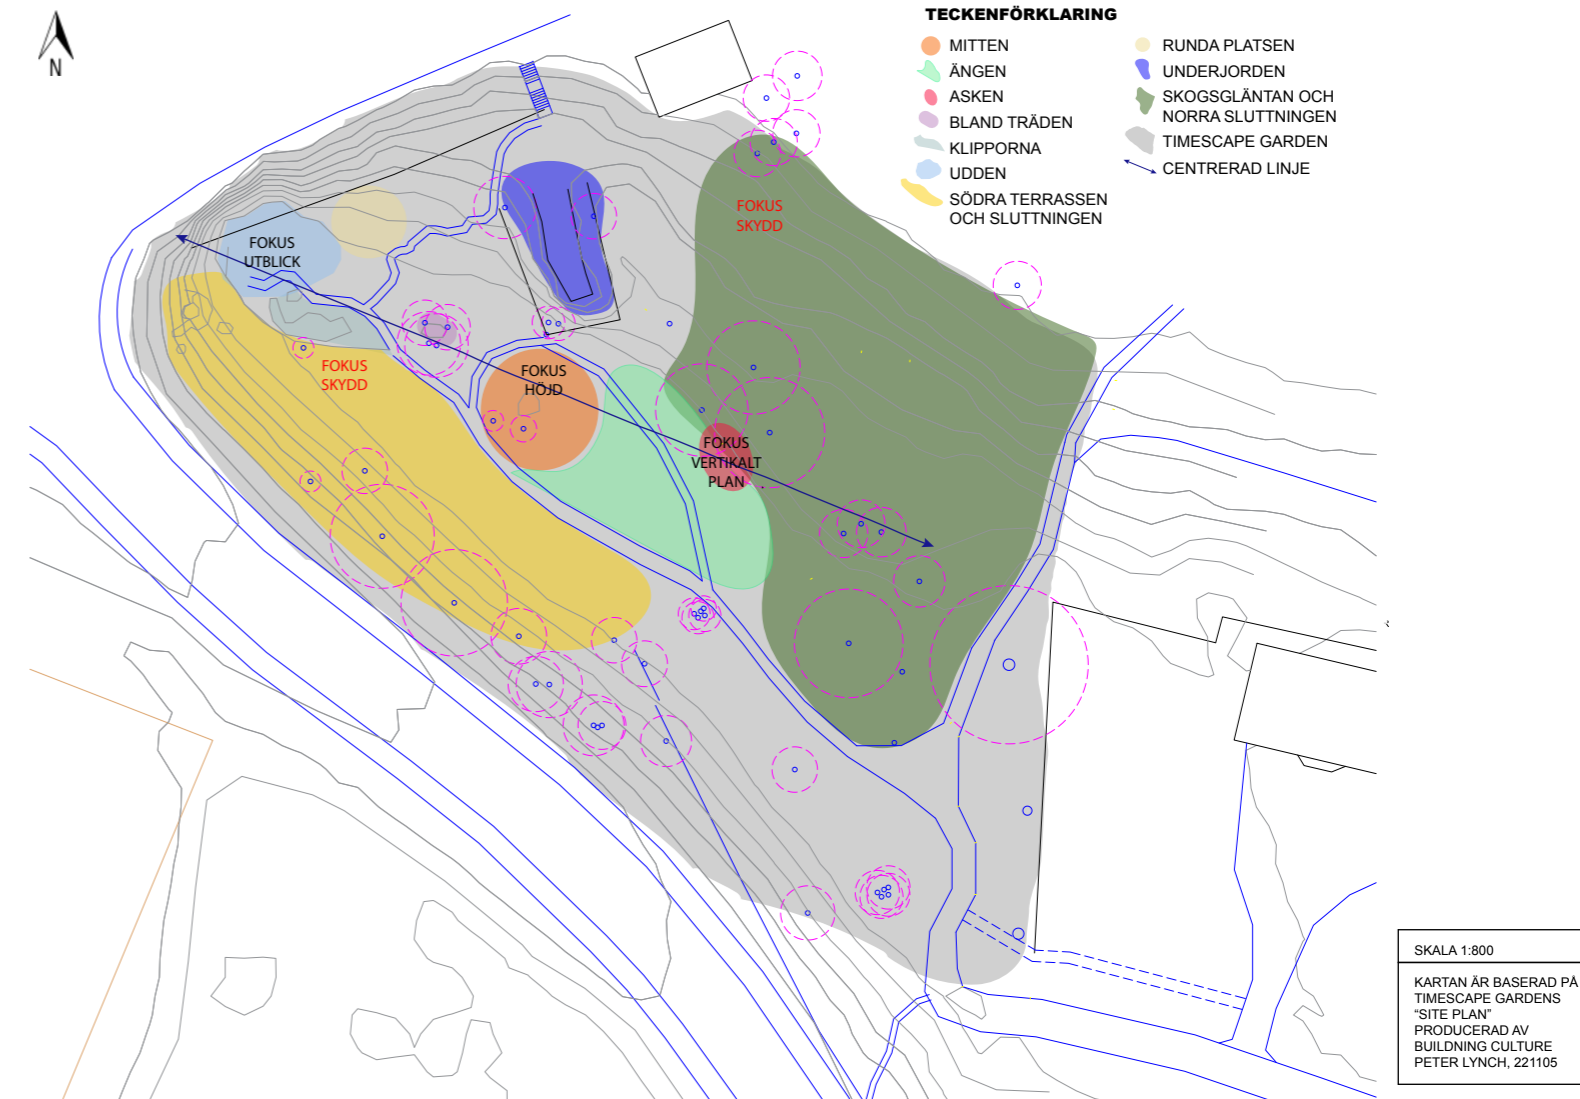 TECKENFÖRKLARING
MITTEN
ÄNGEN
ASKEN
BLAND TRÄDEN
KLIPPORNA
UDDEN
SÖDRA TERRASSEN
OCH SLUTTNINGEN
RUNDA PLATSEN
UNDERJORDEN
SKOGSGLÄNTAN OCH
NORRA SLUTTNINGEN
TIMESCAPE GARDEN
CENTRERAD LINJE
N
FOKUS
SKYDD
FOKUS
UTBLICK
FOKUS
SKYDD
FOKUS
HÖJD
FOKUS
VERTIKALT
PLAN
SKALA 1:800
KARTAN ÄR BASERAD PÅ
TIMESCAPE GARDENS
“SITE PLAN”
PRODUCERAD AV
BUILDNING CULTURE
PETER LYNCH, 221105